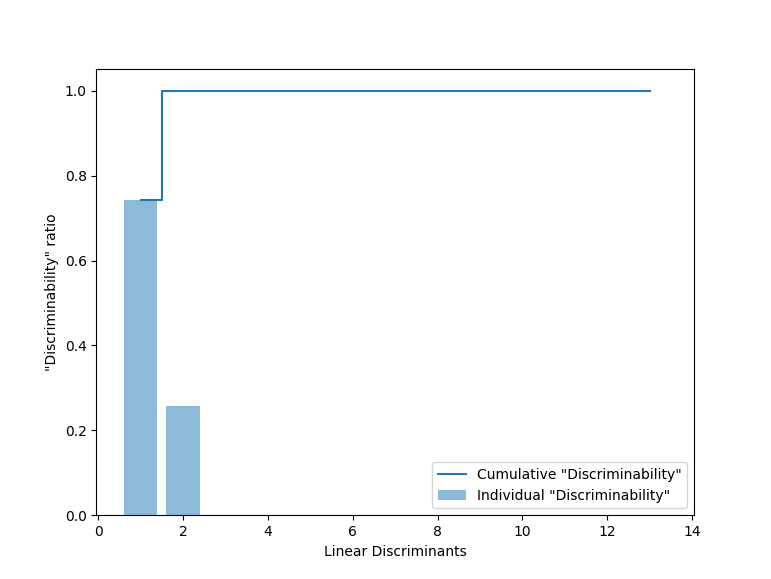 1.0
0.8
0.6
0.4
0.2
0.0
"Discriminability" ratio
0 2 4 6 8 10 12 14
Linear Discriminants
Cumulative "Discriminability"
Individual "Discriminability"